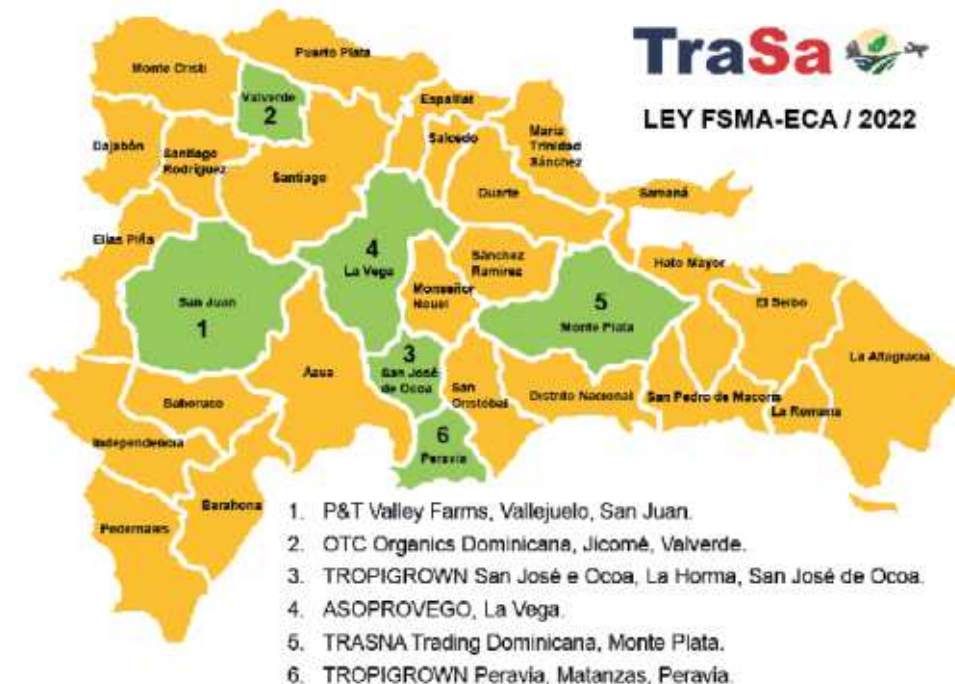 TraSa
LEY FSMA-ECA / 2022
Puerto Plata
Monte Cristi
Valverde
2
Espaillat
Salcedo
María
Trinidad
Sánchez
Dajabón
Santiago
Rodríguez
Santiago
Duarte
Samaná
Elías Piña
4
La Vega
Sánchez
Ramírez
Hato Mayor
Monseñor
Nouel
San Juan
1
5
Monte Plata
El Seibo
La Altagracia
3
San José
de Ocoa
Azua
San
Cristóbal
Distrito Nacional
San Pedro de Macorís
La Romana
Bahoruco
Independencia
6
Peravia
Barahona
Pedernales
1. P&T Valley Farms, Vallejuelo, San Juan.
2. OTC Organics Dominicana, Jicomé, Valverde.
3. TROPIGROWN San José e Ocoa, La Horma, San José de Ocoa.
4. ASOPROVEGO, La Vega.
5. TRASNA Trading Dominicana, Monte Plata.
6. TROPIGROWN Peravia, Matanzas, Peravia.